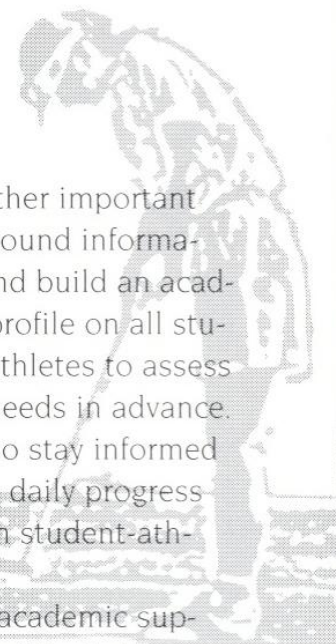 ther important
ound informa-
nd build an acad-
profile on all stu-
thletes to assess
eeds in advance.
o stay informed
daily progress
n student-ath-
academic sup-